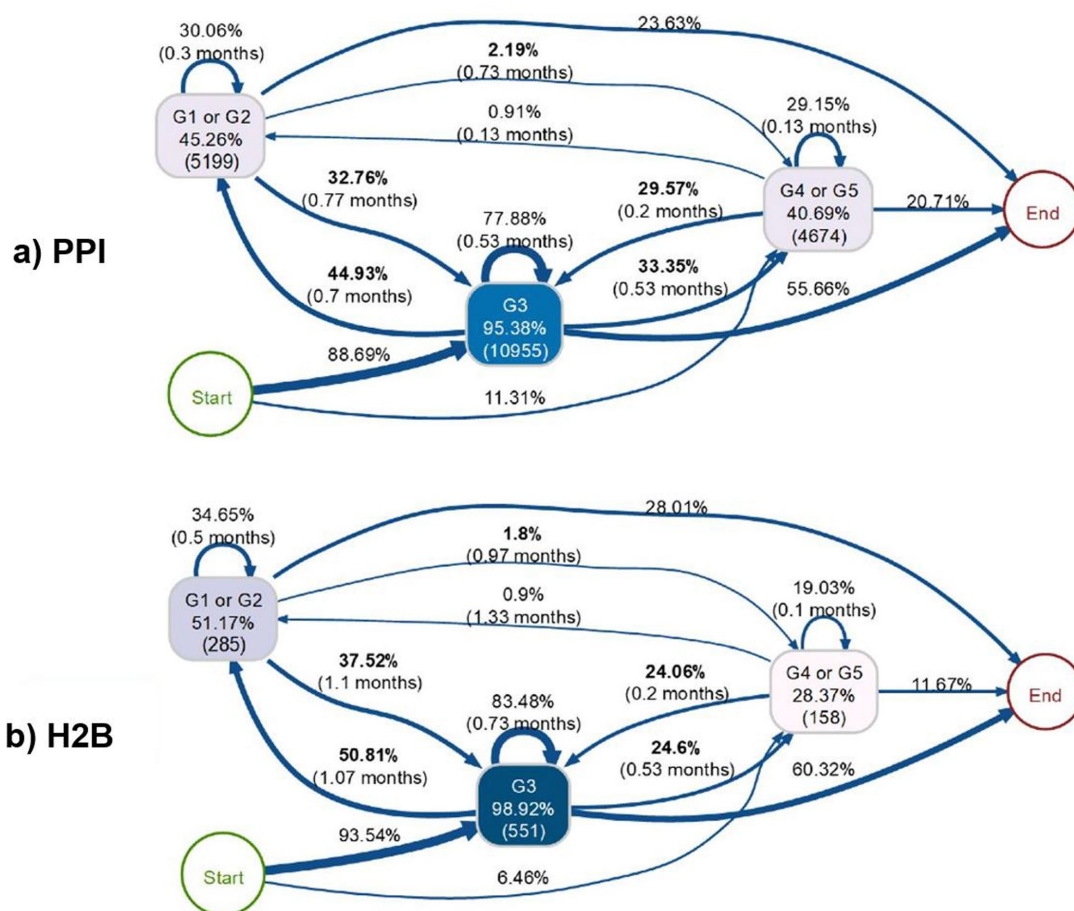 a) PPI
30.06%
(0.3 months)
23.63%
2.19%
(0.73 months)
0.91%
(0.13 months)
29.15%
(0.13 months)
G1 or G2
45.26%
(5199)
G4 or G5
40.69%
(4674)
20.71%
End
32.76%
(0.77 months)
29.57%
(0.2 months)
77.88%
(0.53 months)
44.93%
(0.7 months)
33.35%
(0.53 months)
55.66%
G3
95.38%
(10955)
88.69%
Start
11.31%
b) H2B
34.65%
(0.5 months)
28.01%
1.8%
(0.97 months)
0.9%
(1.33 months)
19.03%
(0.1 months)
G1 or G2
51.17%
(285)
G4 or G5
28.37%
(158)
11.67%
End
37.52%
(1.1 months)
24.06%
(0.2 months)
83.48%
(0.73 months)
50.81%
(1.07 months)
24.6%
(0.53 months)
60.32%
G3
98.92%
(551)
93.54%
Start
6.46%